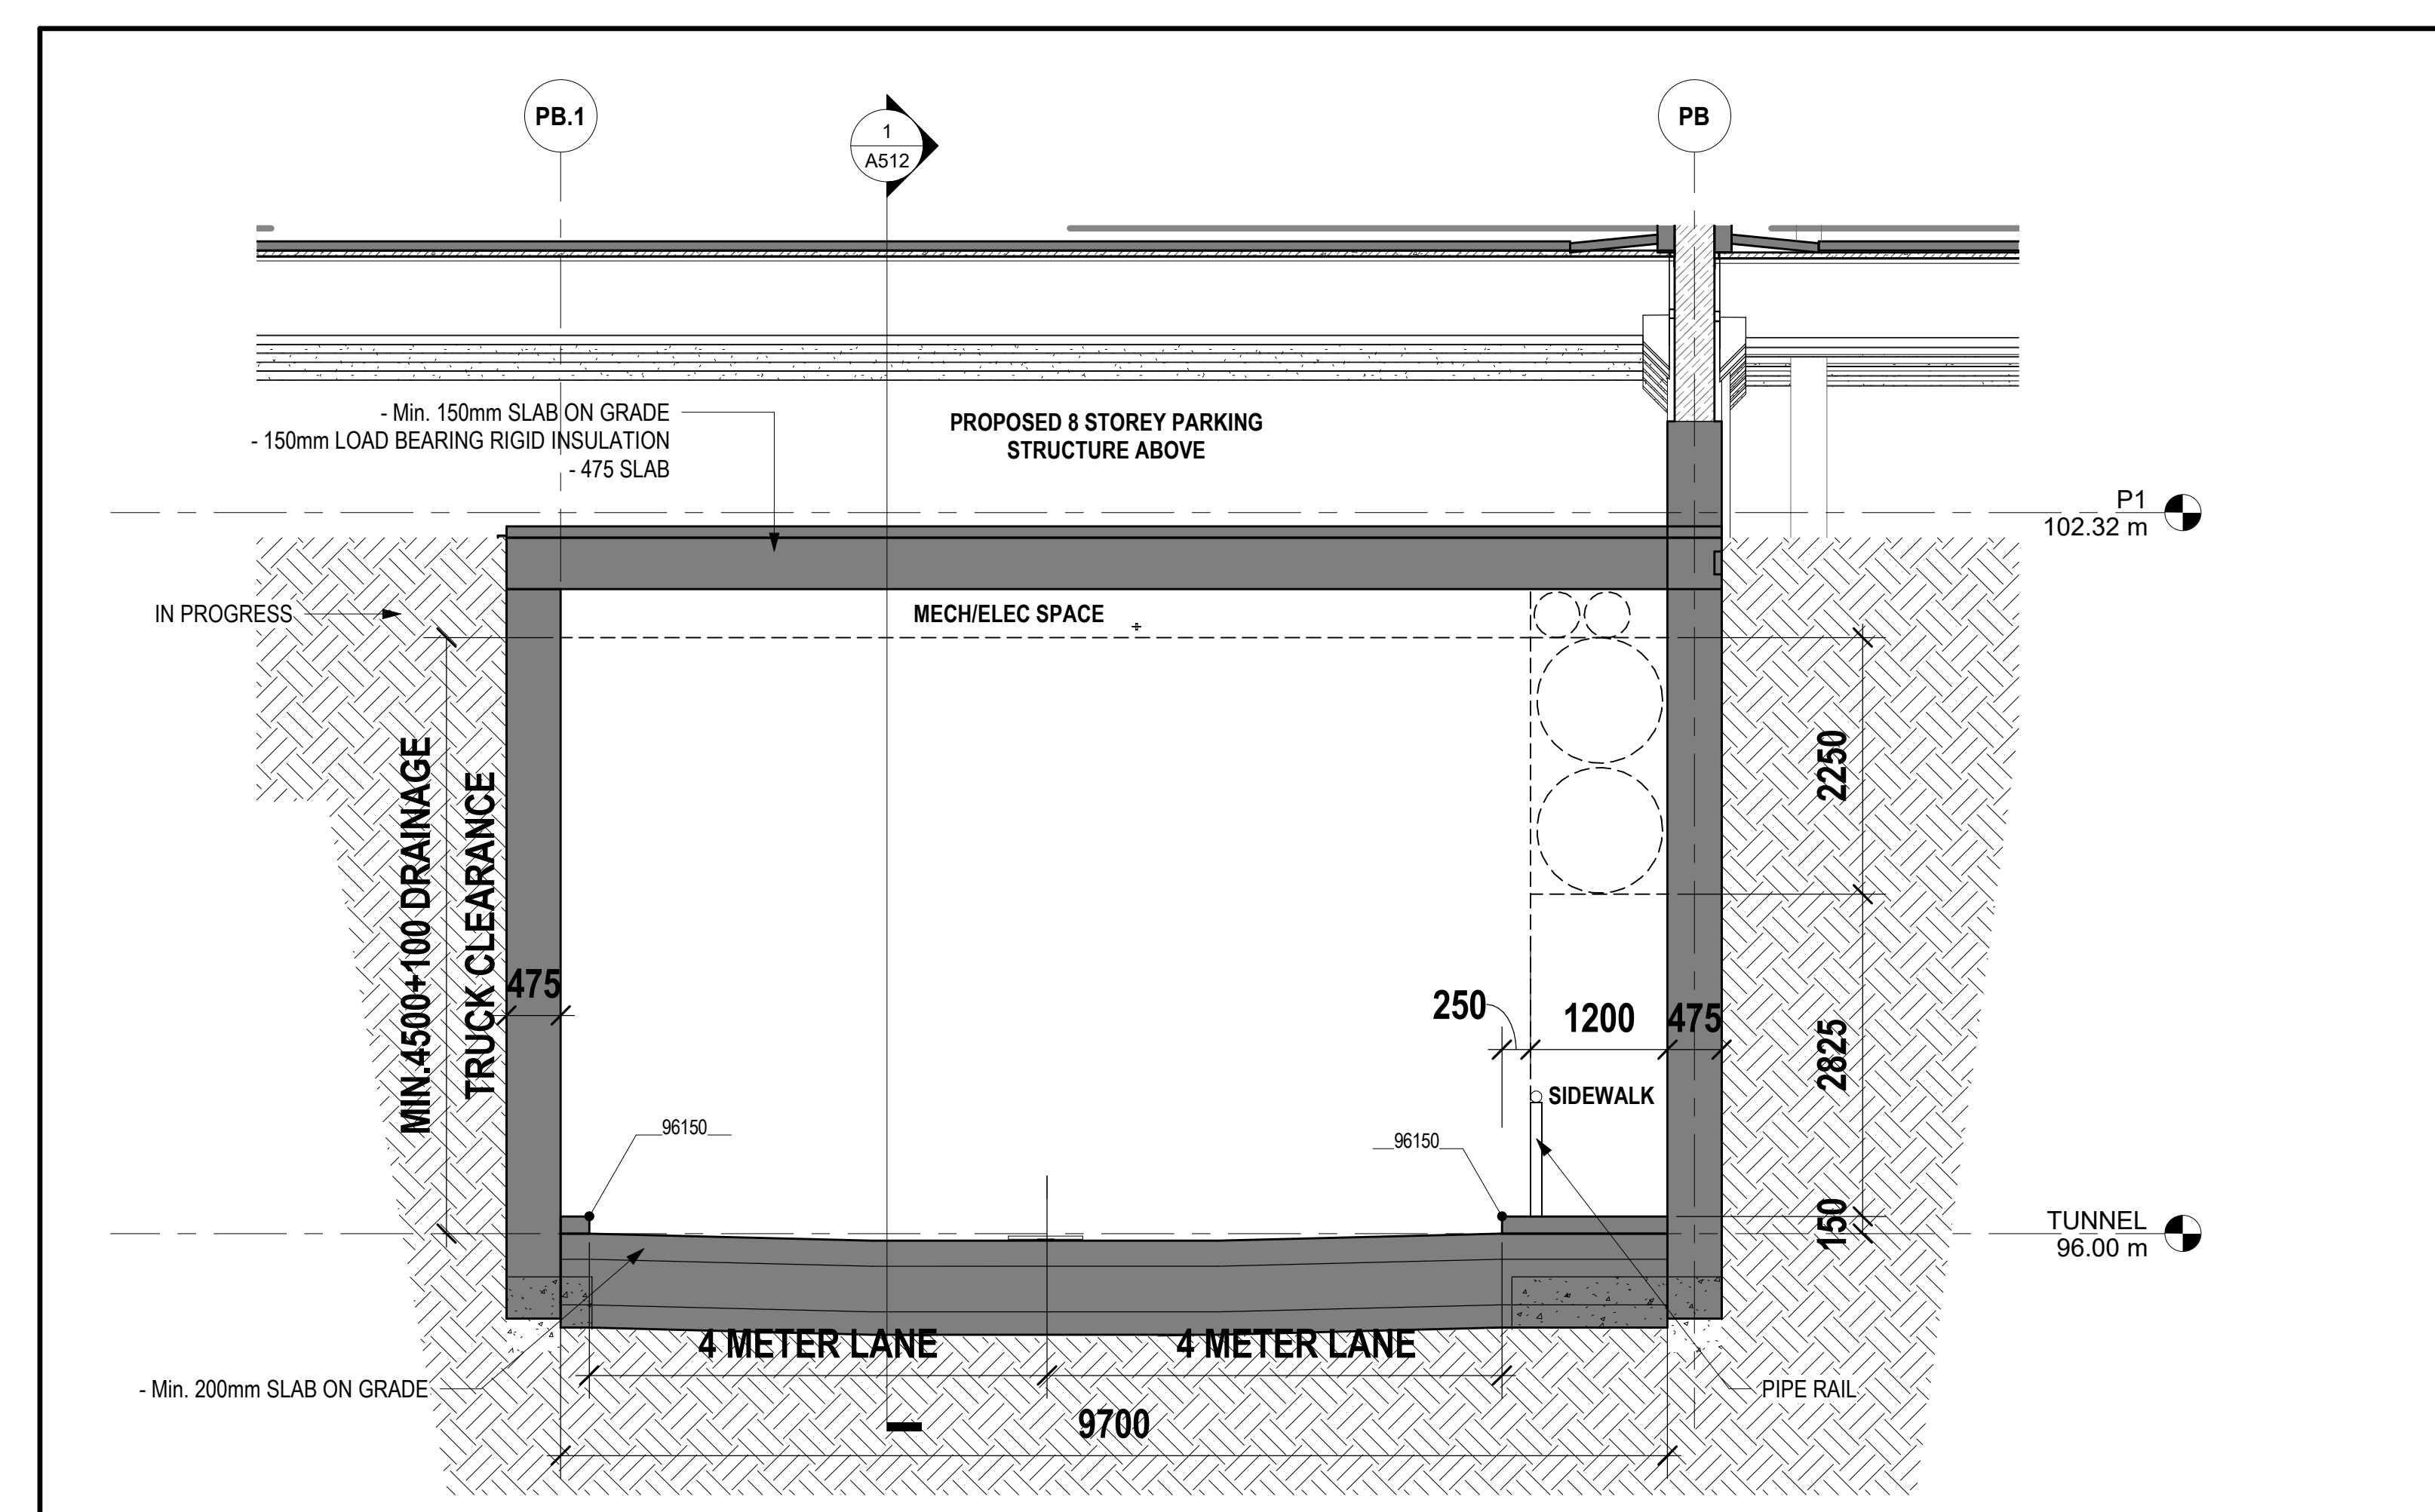 PB.1
1
A512
PB
- Min. 150mm SLAB ON GRADE
- 150mm LOAD BEARING RIGID INSULATION
- 475 SLAB
PROPOSED 8 STOREY PARKING
STRUCTURE ABOVE
P1
102.32 m
IN PROGRESS
MECH/ELEC SPACE
MIN.4500+100 DRAINAGE
TRUCK CLEARANCE
2250
475
250
1200
475
2825
SIDEWALK
96150
96150
150
TUNNEL
96.00 m
4 METER LANE
4 METER LANE
- Min. 200mm SLAB ON GRADE
PIPE RAIL
9700